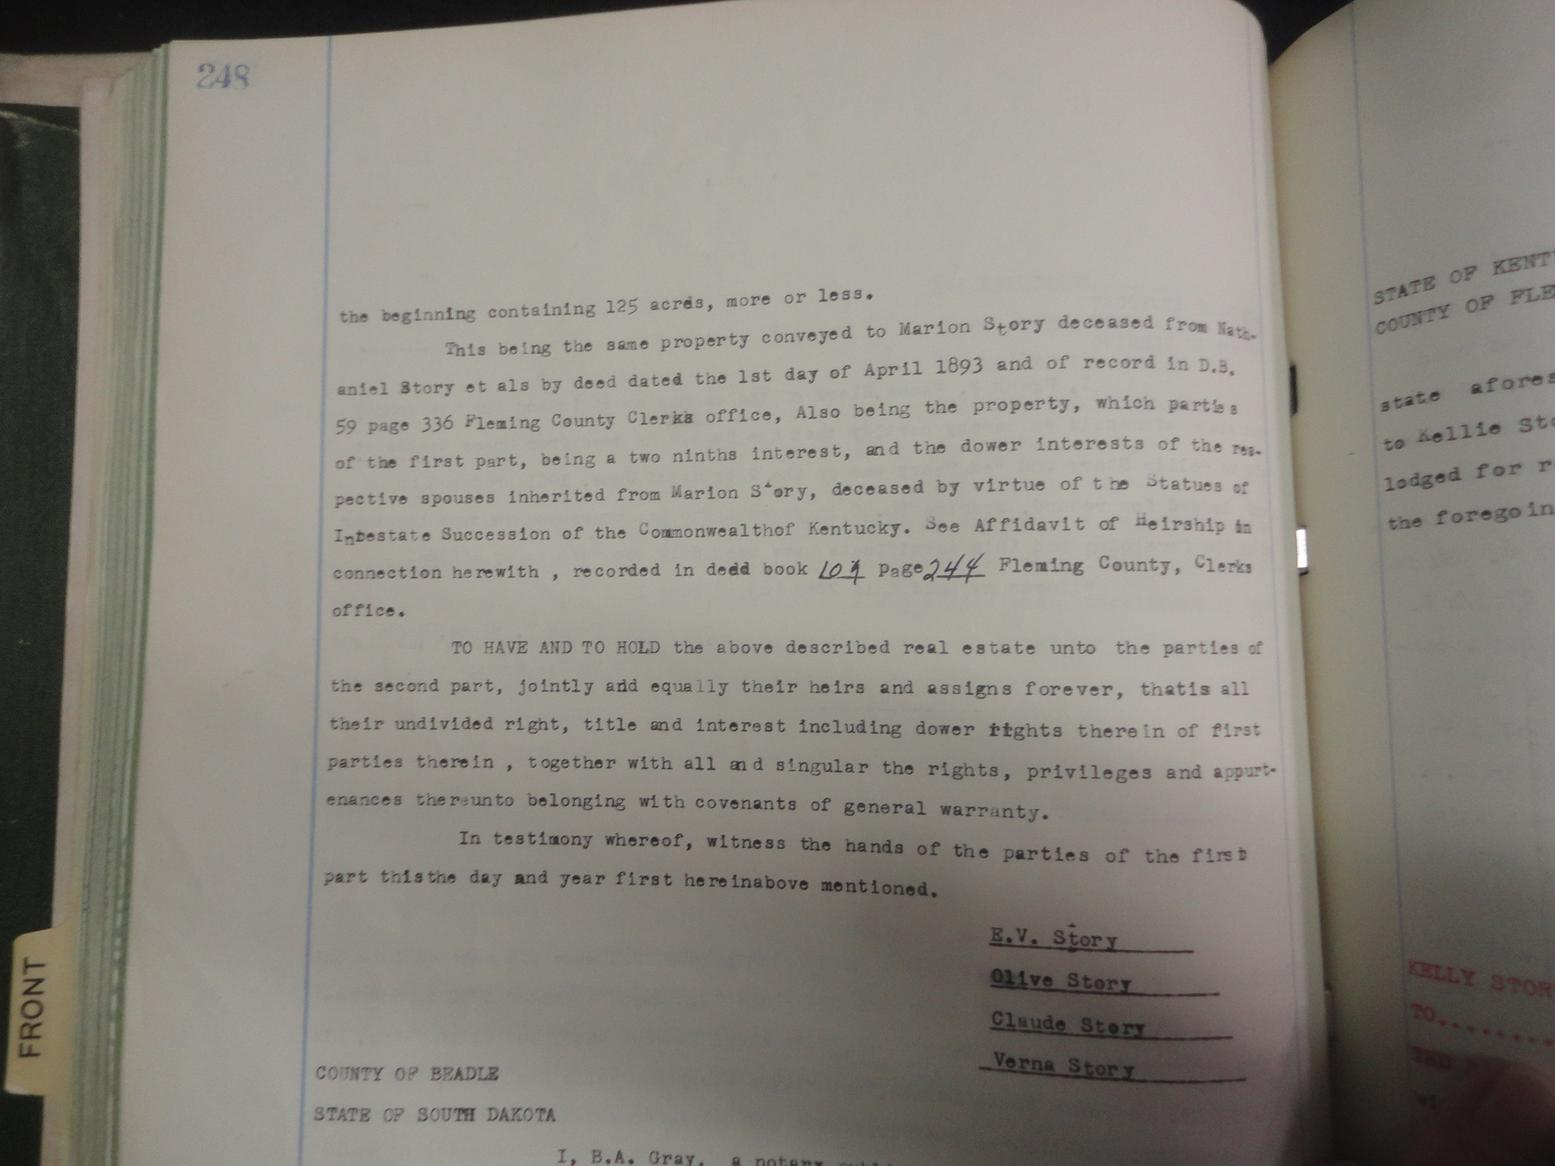 248
the beginning containing 125 acres, more or less.
This being the same property conveyed to Marion Story deceased from Nath-
aniel Story et als by deed dated the 1st day of April 1893 and of record in D.B.
59 page 336 Fleming County Clerks office, Also being the property, which parties
of the first part, being a two ninths interest, and the dower interests of the res-
pective spouses inherited from Marion Story, deceased by virtue of the Statues of
Intestate Succession of the Commonwealthof Kentucky. See Affidavit of Heirship in
connection herewith , recorded in dedd book 109 Page 244 Fleming County, Clerks
office.
TO HAVE AND TO HOLD the above described real estate unto the parties of
the second part, jointly and equally their heirs and assigns forever, thatis all
their undivided right, title and interest including dower rights therein of first
parties therein , together with all and singular the rights, privileges and appurt-
enances thereunto belonging with covenants of general warranty.
In testimony whereof, witness the hands of the parties of the first
part thisthe day and year first hereinabove mentioned.
E.V. Story
Olive Story
Claude Story
Verna Story
COUNTY OF BEADLE
STATE OF SOUTH DAKOTA
I, B.A. Gray, a notary
FRONT
STATE OF KENT
COUNTY OF FLE
state afores
to Kellie Sto
lodged for r
the foregoin
KELLY STOR
TO........